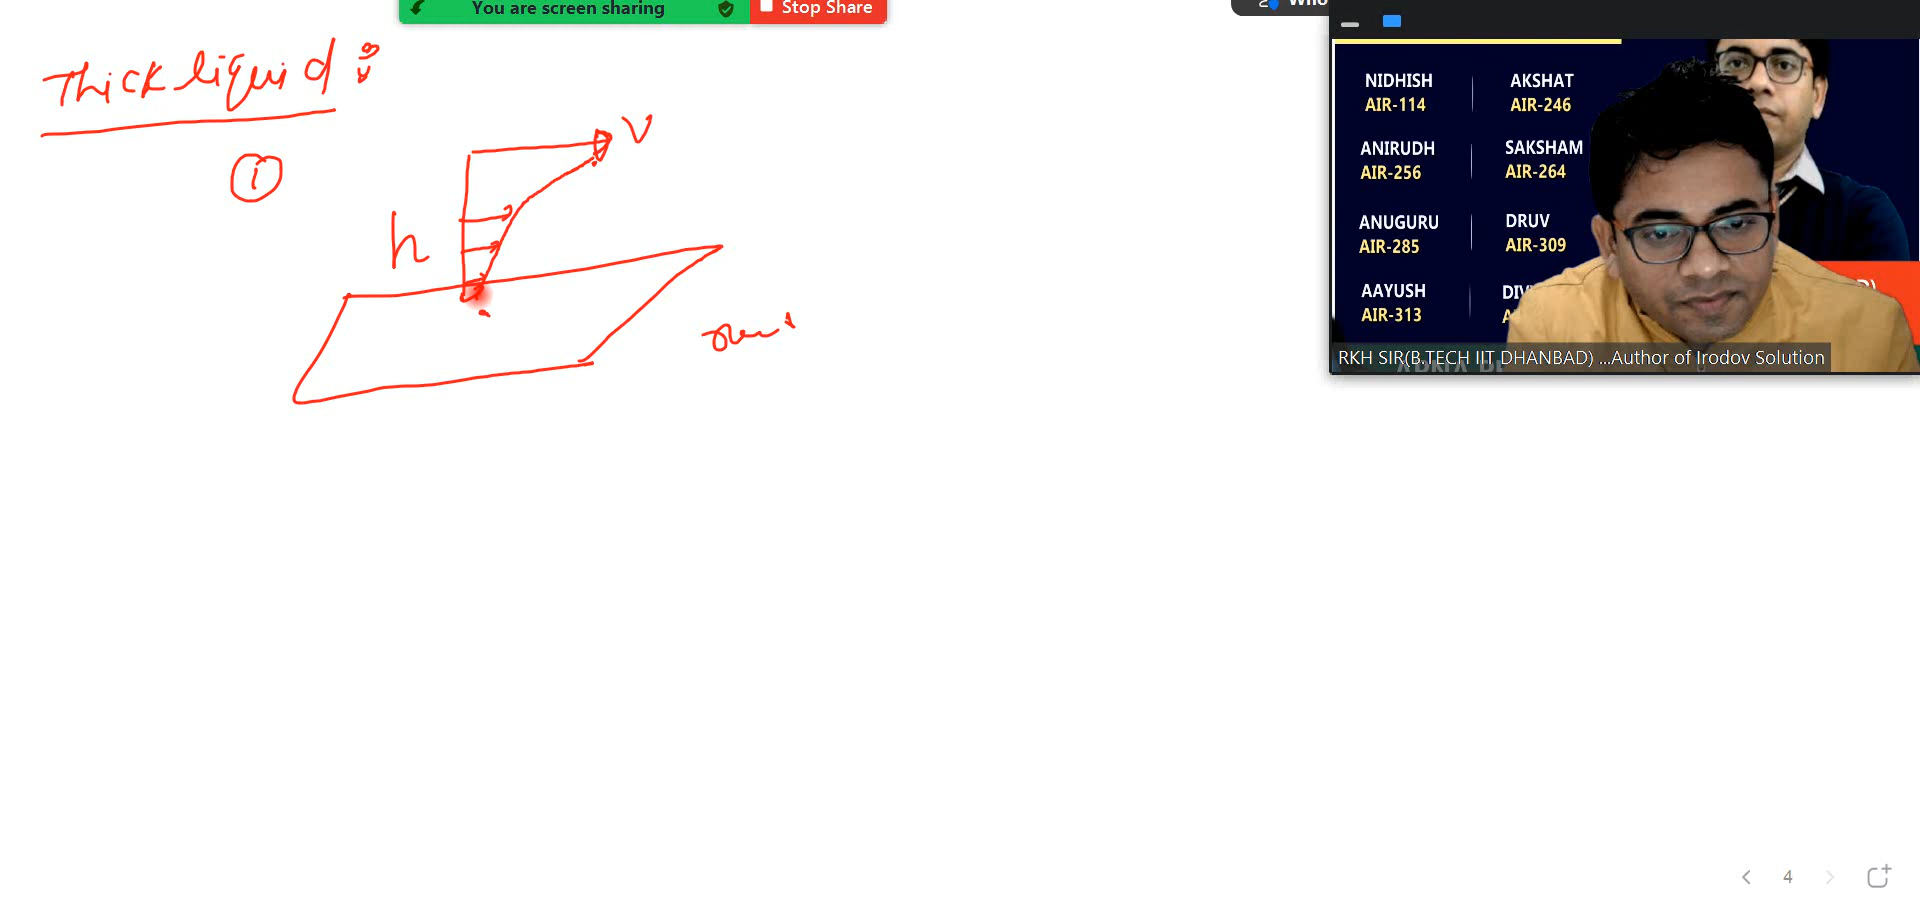 You are screen sharing
Stop Share
Thick liquid :
1
V
h
NIDHISH
AIR-114
AKSHAT
AIR-246
ANIRUDH
AIR-256
SAKSHAM
AIR-264
ANUGURU
AIR-285
DRUV
AIR-309
AAYUSH
AIR-313
RKH SIR(B.TECH IIT DHANBAD) ...Author of Irodov Solution
4